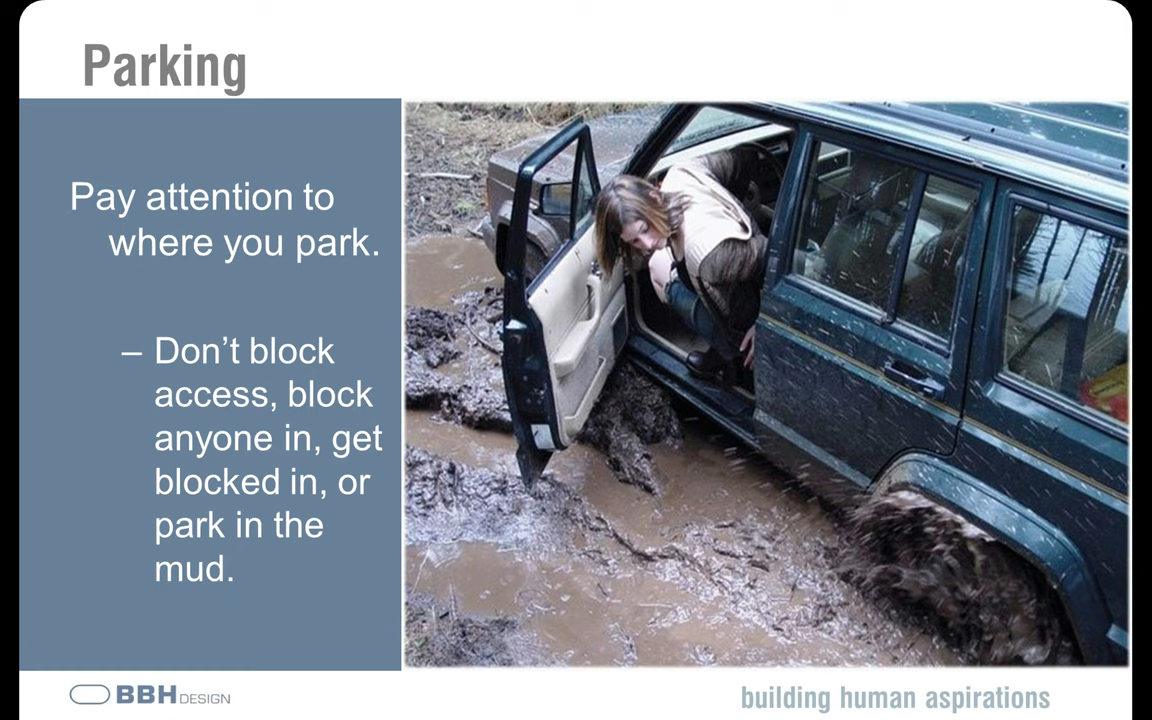 Parking
Pay attention to
where you park.
– Don’t block
access, block
anyone in, get
blocked in, or
park in the
mud.
BBH DESIGN
building human aspirations